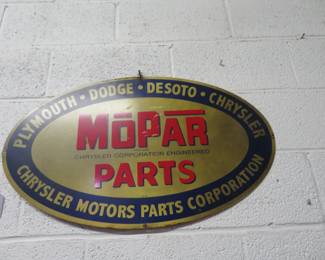 PLYMOUTH • DODGE • DESOTO • CHRYSLER
MOPAR
CHRYSLER CORPORATION ENGINEERED
PARTS
CHRYSLER MOTORS PARTS CORPORATION